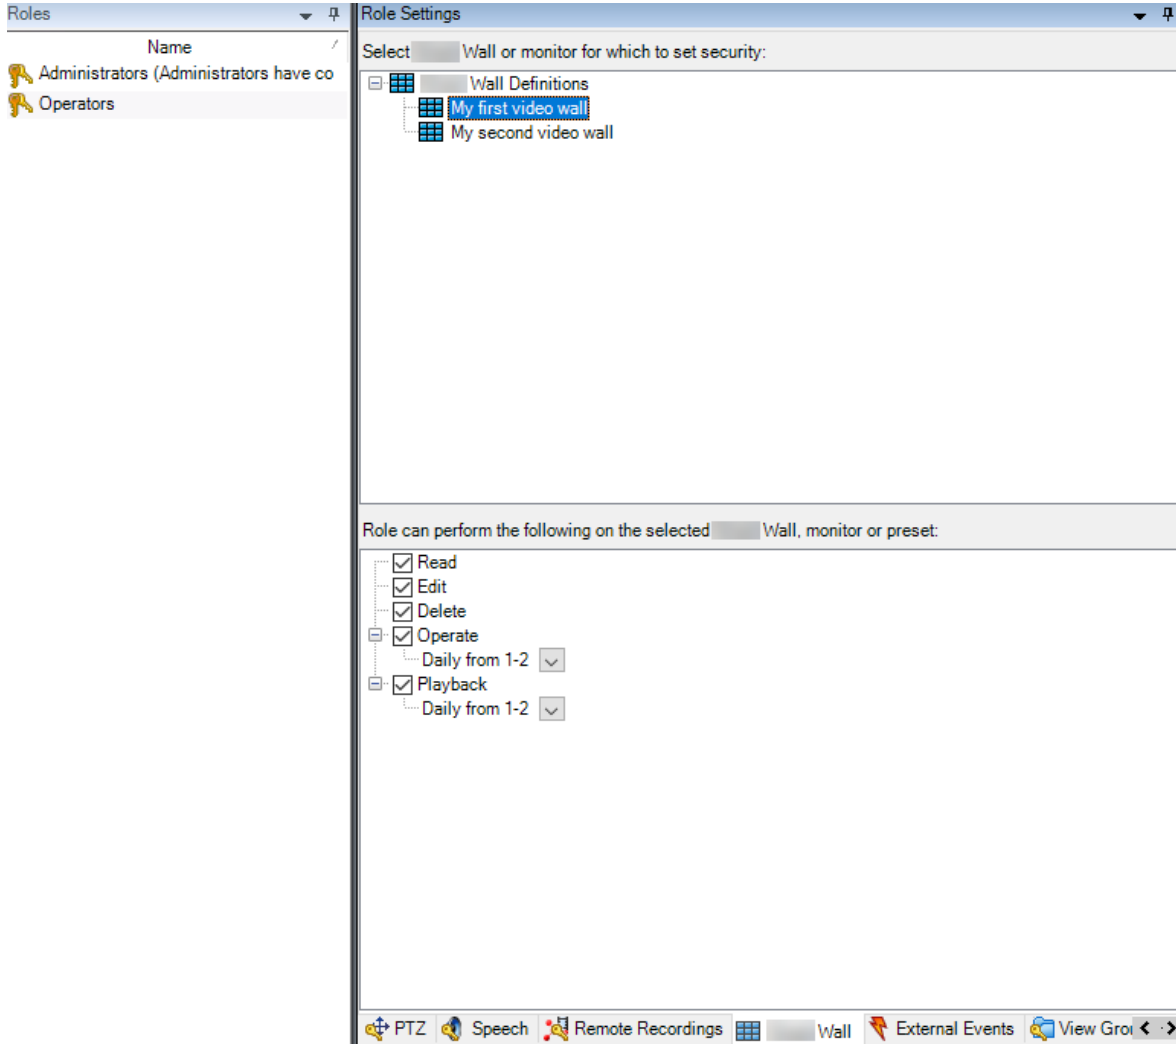 Roles
Name
Administrators (Administrators have co
Operators
Role Settings
Select Wall or monitor for which to set security:
Wall Definitions
My first video wall
My second video wall
Role can perform the following on the selected Wall, monitor or preset:
Read
Edit
Delete
Operate
Daily from 1-2
Playback
Daily from 1-2
PTZ Speech Remote Recordings Wall External Events View Grou